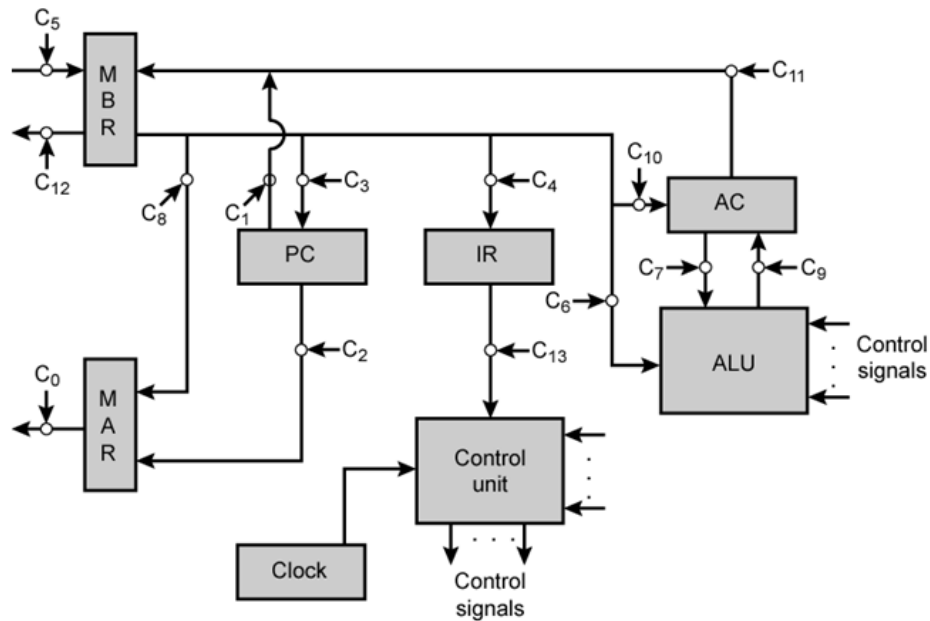 C5
M
B
R
C11
C12
C8
C1
C3
C4
C10
AC
PC
IR
C7
C9
C6
C2
C13
ALU
Control
signals
C0
M
A
R
Control
unit
Clock
Control
signals